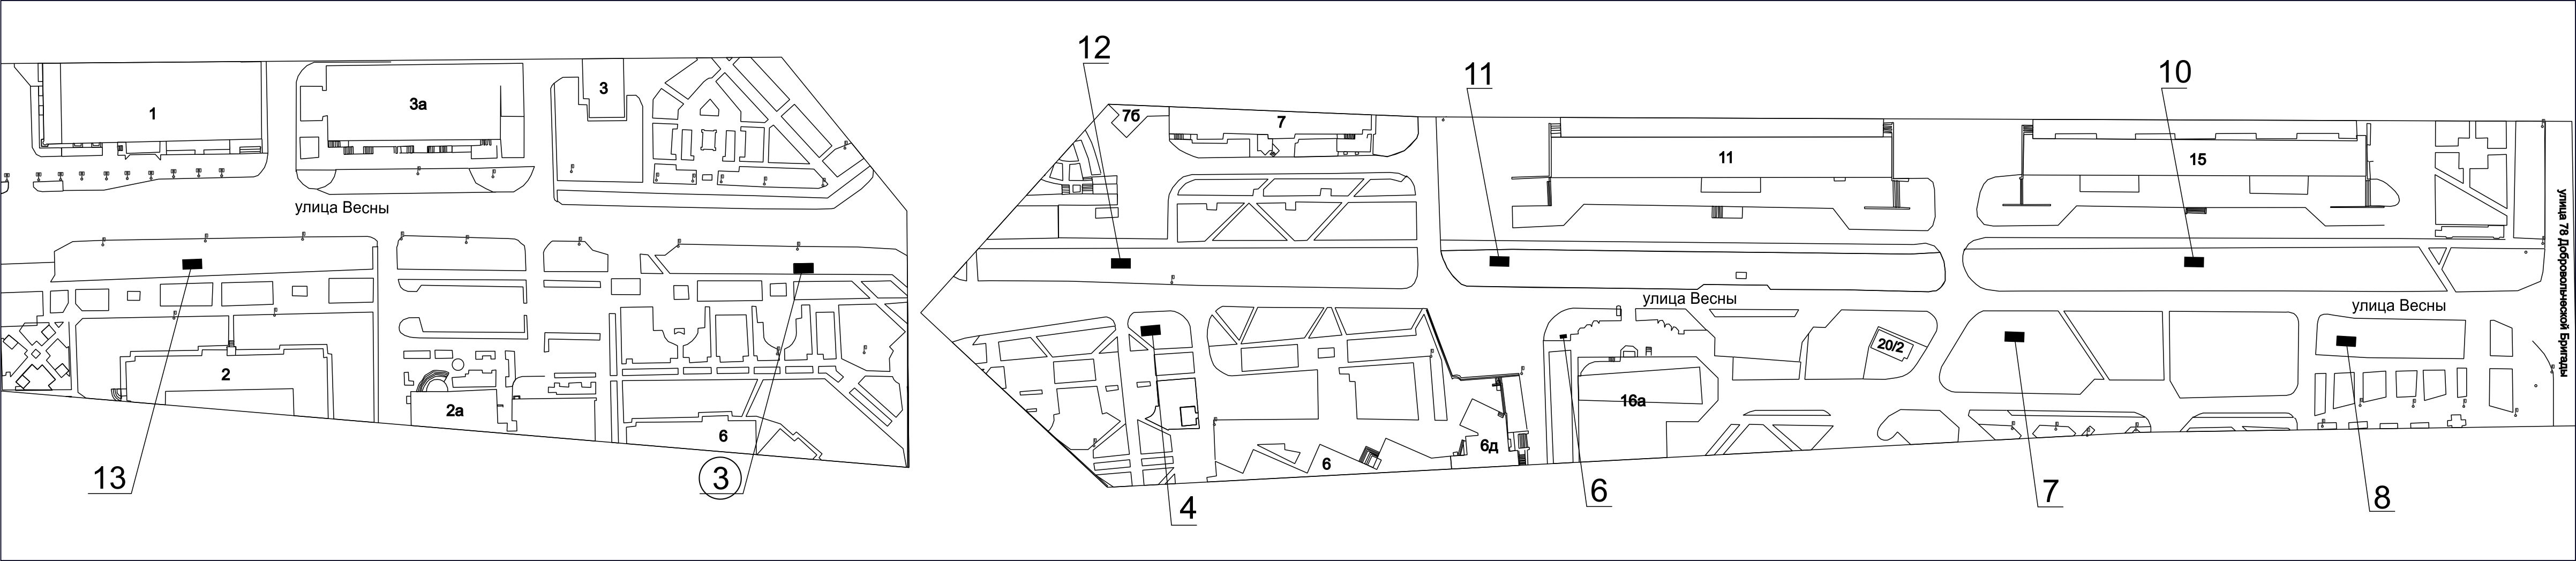 12
11
10
1
3а
3
7б
7
11
15
улица Весны
улица 78 Добровольческой Бригады
улица Весны
улица Весны
2
2а
6
20/2
16а
6
6д
13
3
4
6
7
8